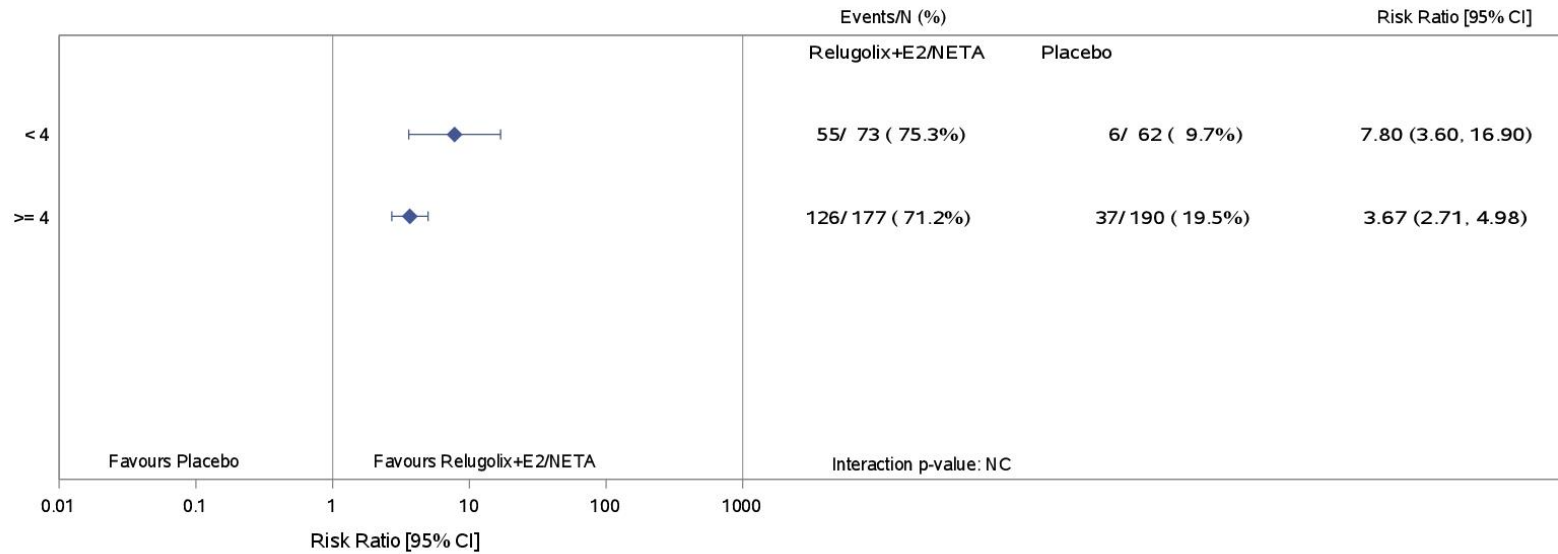 Events/N (%) Risk Ratio [95% CI]
Relugolix+E2/NETA Placebo
< 4 55/ 73 ( 75.3%) 6/ 62 ( 9.7%) 7.80 (3.60, 16.90)
>= 4 126/ 177 ( 71.2%) 37/ 190 ( 19.5%) 3.67 (2.71, 4.98)
Favours Placebo Favours Relugolix+E2/NETA Interaction p-value: NC
0.01 0.1 1 10 100 1000
Risk Ratio [95% CI]